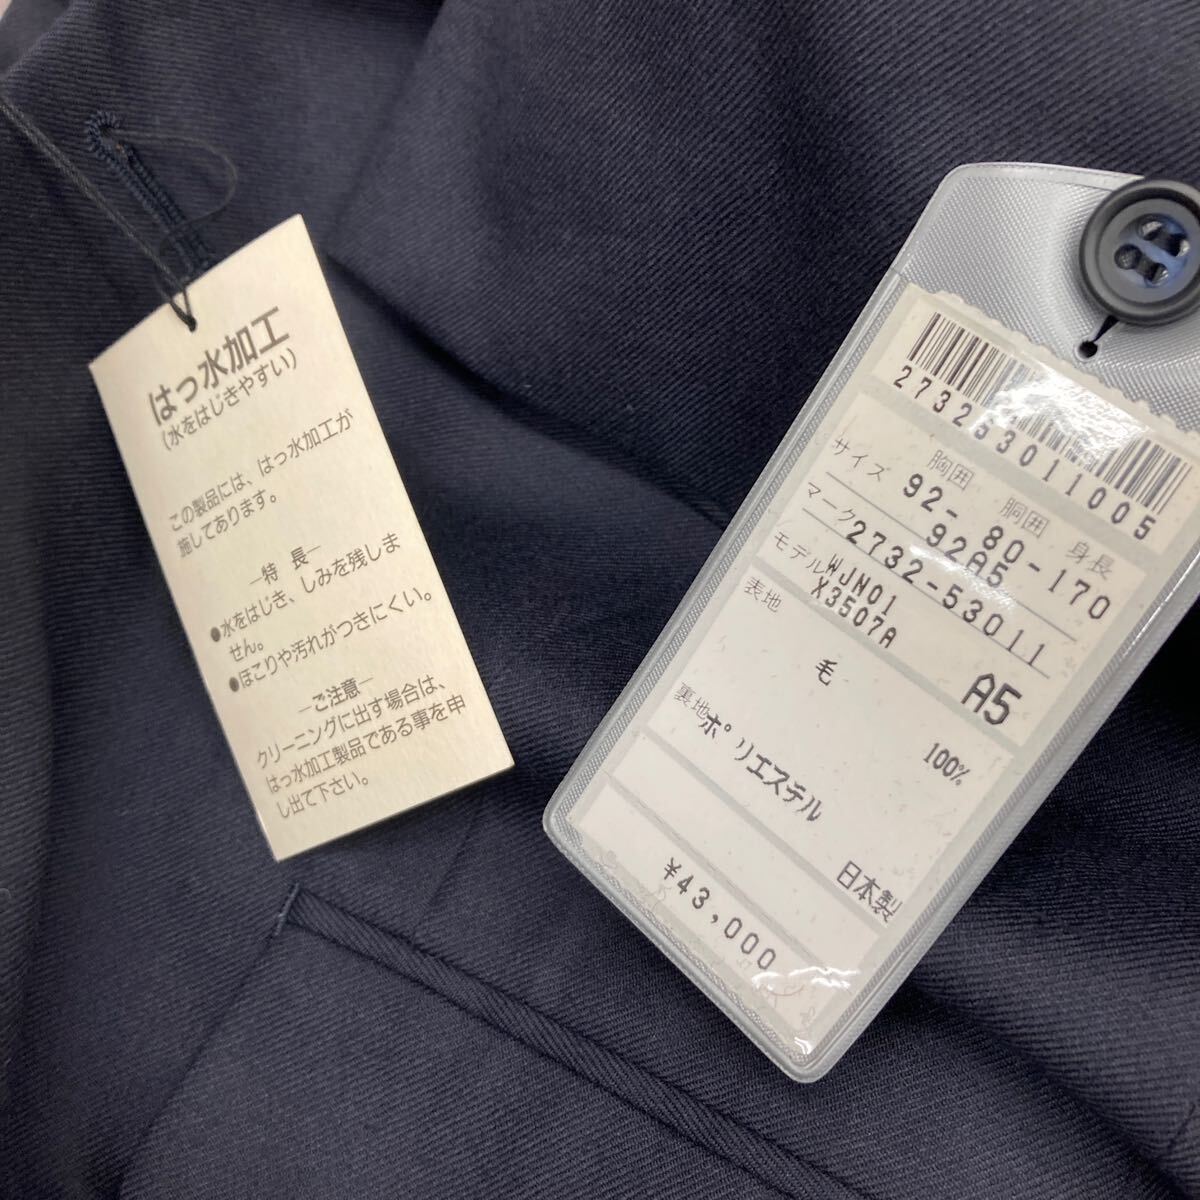 はっ水加工
(水をはじきやすい)
この製品には、はっ水加工が
施してあります。
―特 長―
●水をはじき、しみを残しま
せん。
●ほこりや汚れがつきにくい。
―ご注意―
クリーニングに出す場合は、
はっ水加工製品である事を申
し出て下さい。
2732530110005
胸囲 胴囲 身長
サイズ 92-80-170
92A5
マーク 2732-53011
モデル WJN01
X3507A
A5
表地
毛 100%
裏地 ポリエステル
日本製
¥43,000